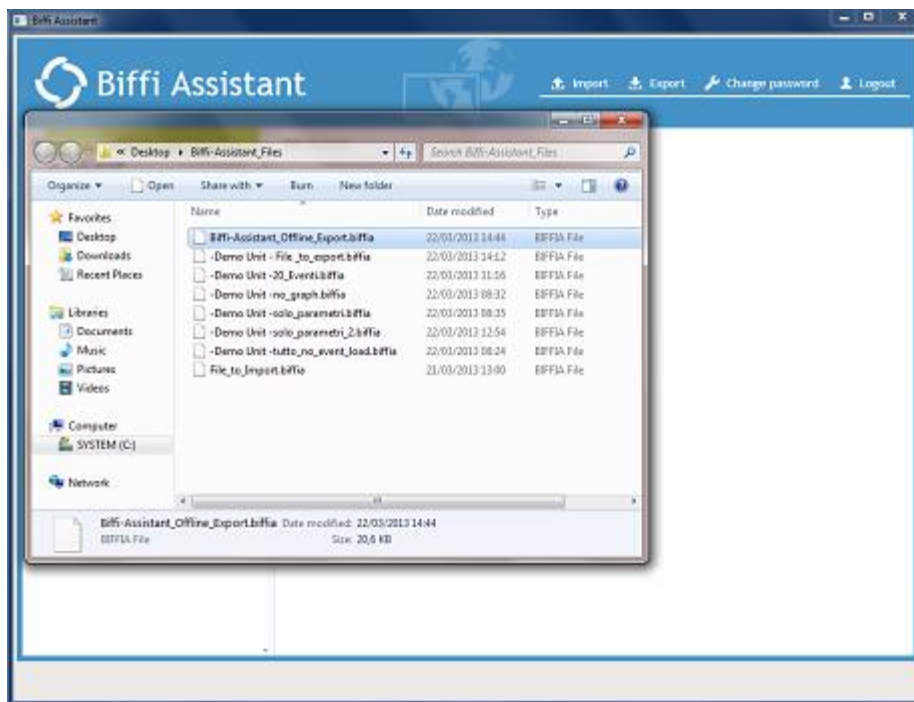 Biffi Assistant
Biffi Assistant
Import Export Change password Logout
« Desktop Biffi-Assistant_Files Search Biffi-Assistant_Files
Organize Open Share with Burn New folder
Name Date modified Type
Favorites
Desktop
Downloads
Recent Places
Libraries
Documents
Music
Pictures
Videos
Computer
SYSTEM (C:)
Network
Biffi-Assistant_Offline_Export.biffia 22/03/2013 14:44 BIFFIA File
-Demo Unit - File _to_export.biffia 22/03/2013 14:12 BIFFIA File
-Demo Unit -20_Eventi.biffia 22/03/2013 11:16 BIFFIA File
-Demo Unit -no_graph.biffia 22/03/2013 08:32 BIFFIA File
-Demo Unit -solo_parametri.biffia 22/03/2013 08:35 BIFFIA File
-Demo Unit -solo_parametri_2.biffia 22/03/2013 12:54 BIFFIA File
-Demo Unit -tutto_no_event_load.biffia 22/03/2013 08:24 BIFFIA File
File_to_Import.biffia 21/03/2013 13:00 BIFFIA File
Biffi-Assistant_Offline_Export.biffia Date modified: 22/03/2013 14:44
BIFFIA File Size: 20,6 KB